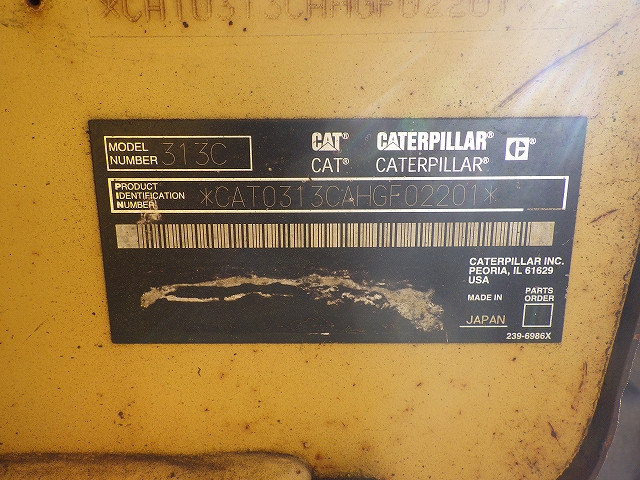 *CAT0313CAHGF02201*
MODEL NUMBER 313C
CAT® CATERPILLAR® C®
CAT® CATERPILLAR®
PRODUCT IDENTIFICATION NUMBER *CAT0313CAHGF02201*
CATERPILLAR INC.
PEORIA, IL 61629
USA
MADE IN JAPAN
PARTS ORDER
239-6986X